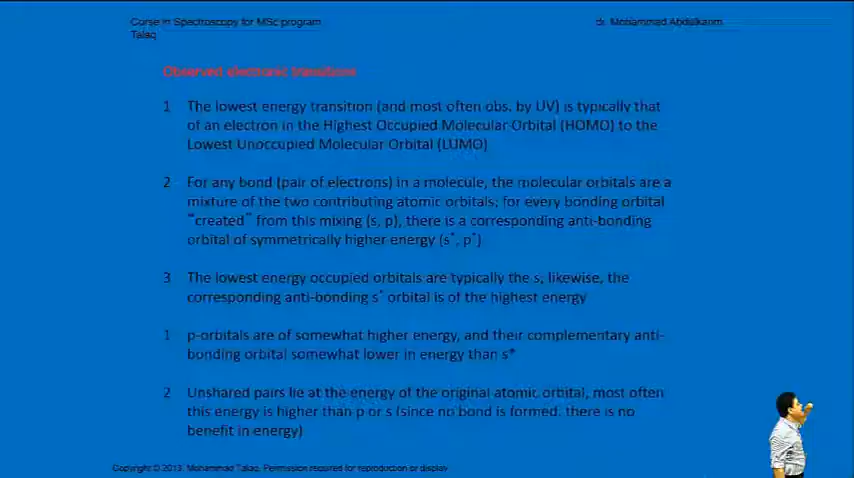 Curse in Spectroscopy for MSc program
dr. Mohammad Abdulkarim
Talaq
Observed electronic transitions
1 The lowest energy transition (and most often obs. by UV) is typically that
of an electron in the Highest Occupied Molecular Orbital (HOMO) to the
Lowest Unoccupied Molecular Orbital (LUMO)
2 For any bond (pair of electrons) in a molecule, the molecular orbitals are a
mixture of the two contributing atomic orbitals; for every bonding orbital
"created" from this mixing (s, p), there is a corresponding anti-bonding
orbital of symmetrically higher energy (s*, p*)
3 The lowest energy occupied orbitals are typically the s; likewise, the
corresponding anti-bonding s* orbital is of the highest energy
1 p-orbitals are of somewhat higher energy, and their complementary anti-
bonding orbital somewhat lower in energy than s*
2 Unshared pairs lie at the energy of the original atomic orbital, most often
this energy is higher than p or s (since no bond is formed, there is no
benefit in energy)
Copyright © 2013, Mohammad Talaq. Permission required for reproduction or display